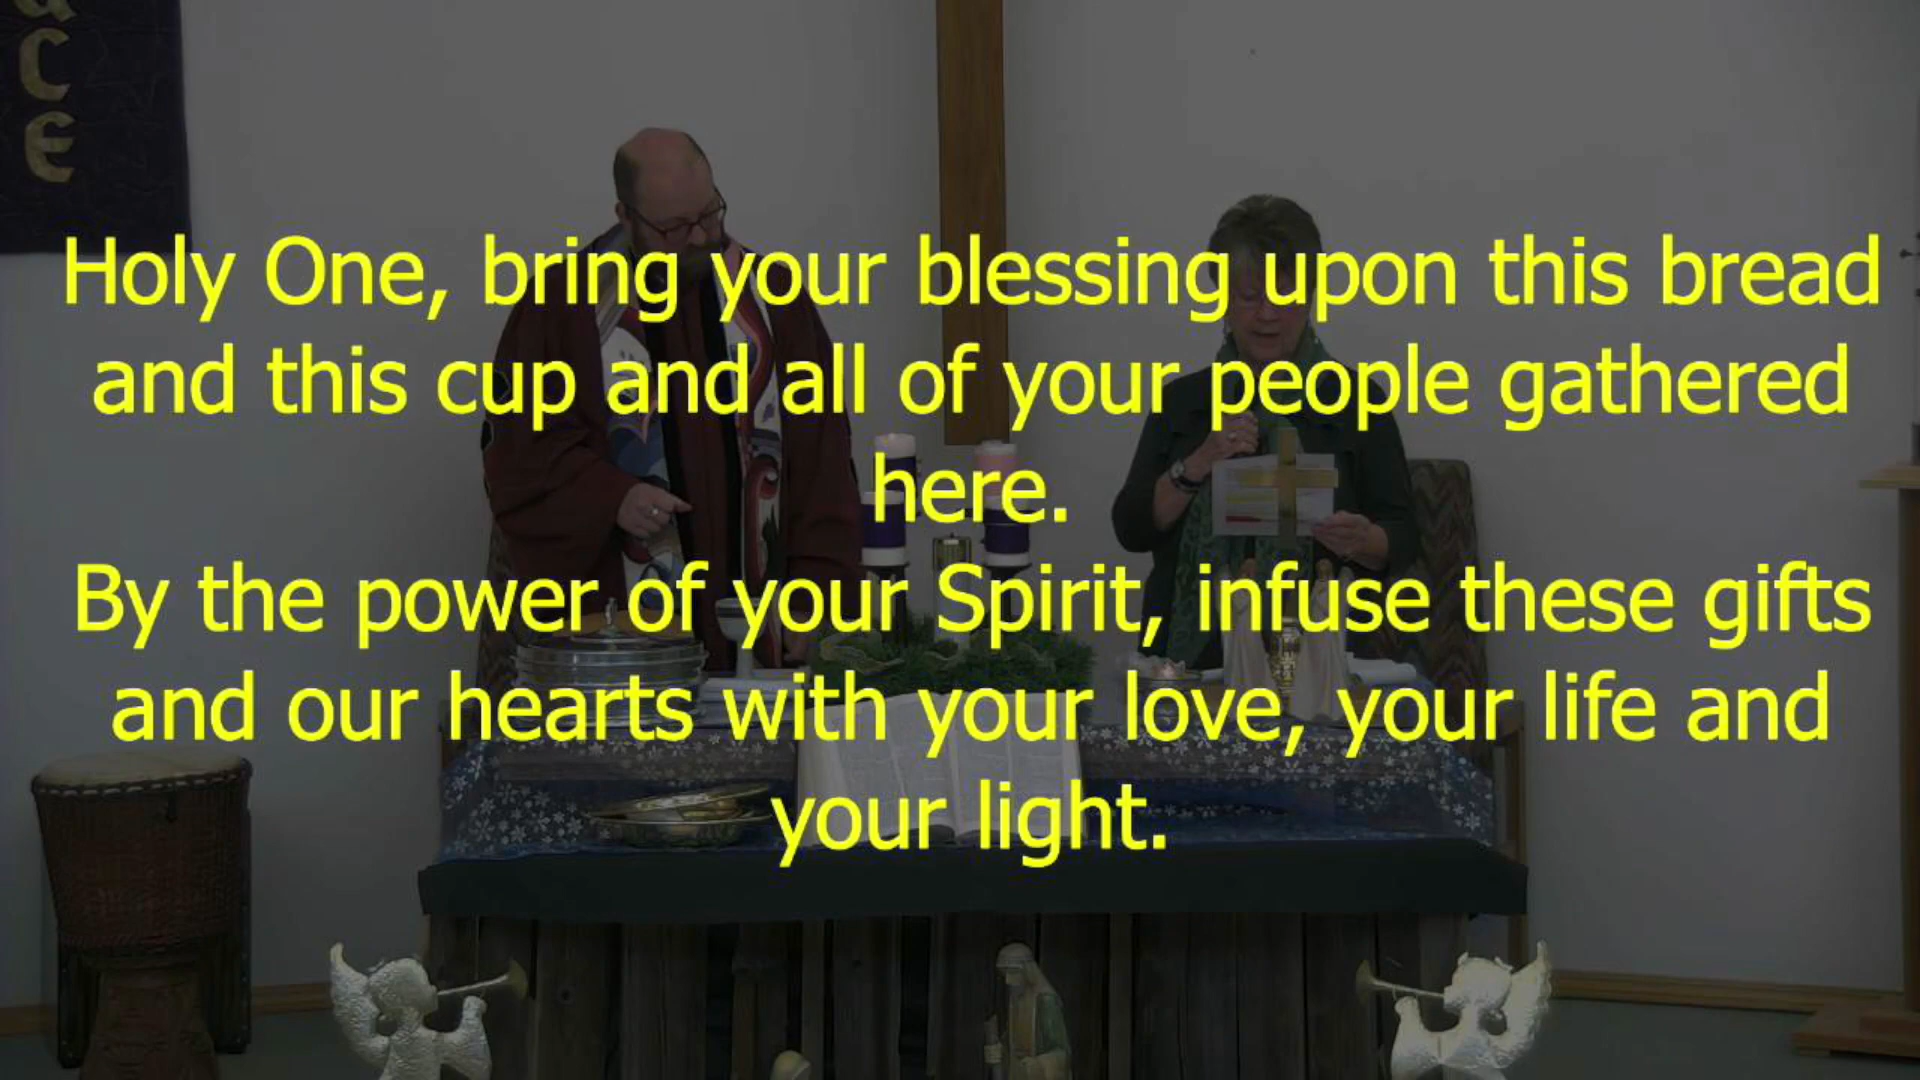 ace
Holy One, bring your blessing upon this bread
and this cup and all of your people gathered
here.
By the power of your Spirit, infuse these gifts
and our hearts with your love, your life and
your light.